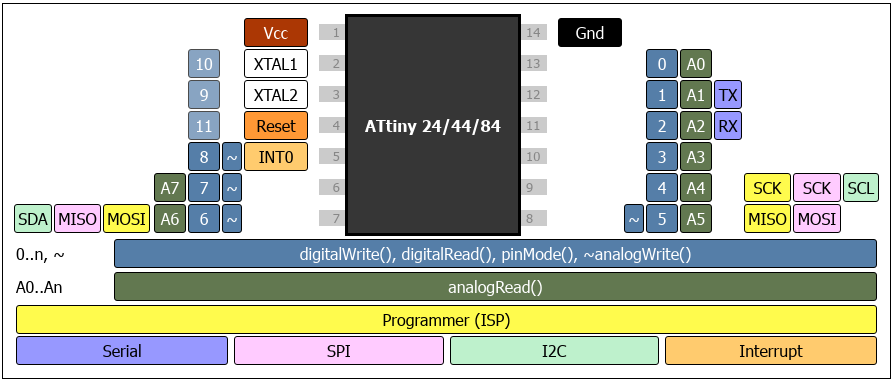 Vcc 1 14 Gnd
10 XTAL1 2 13 0 A0
9 XTAL2 3 12 1 A1 TX
11 Reset 4 ATtiny 24/44/84 11 2 A2 RX
8 ~ INT0 5 10 3 A3
A7 7 ~ 6 9 4 A4 SCK SCK SCL
SDA MISO MOSI A6 6 ~ 7 8 ~ 5 A5 MISO MOSI
0..n, ~ digitalWrite(), digitalRead(), pinMode(), ~analogWrite()
A0..An analogRead()
Programmer (ISP)
Serial SPI I2C Interrupt